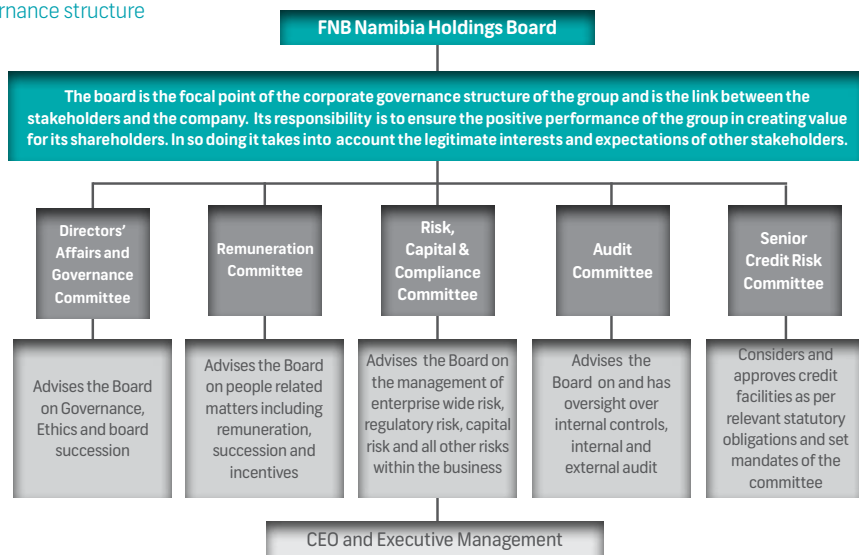 rnance structure
FNB Namibia Holdings Board
The board is the focal point of the corporate governance structure of the group and is the link between the
stakeholders and the company. Its responsibility is to ensure the positive performance of the group in creating value
for its shareholders. In so doing it takes into account the legitimate interests and expectations of other stakeholders.
Directors'
Affairs and
Governance
Committee
Remuneration
Committee
Risk,
Capital &
Compliance
Committee
Audit
Committee
Senior
Credit Risk
Committee
Advises the Board
on Governance,
Ethics and board
succession
Advises the Board
on people related
matters including
remuneration,
succession and
incentives
Advises the Board on
the management of
enterprise wide risk,
regulatory risk, capital
risk and all other risks
within the business
Advises the
Board on and has
oversight over
internal controls,
internal and
external audit
Considers and
approves credit
facilities as per
relevant statutory
obligations and set
mandates of the
committee
CEO and Executive Management